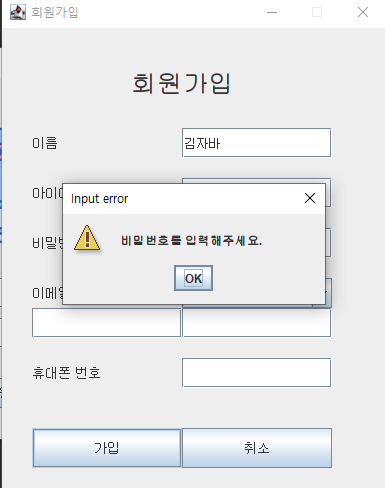 회원가입
회원가입
이름
김자바
Input error
비밀번호를 입력해주세요.
OK
휴대폰 번호
가입
취소